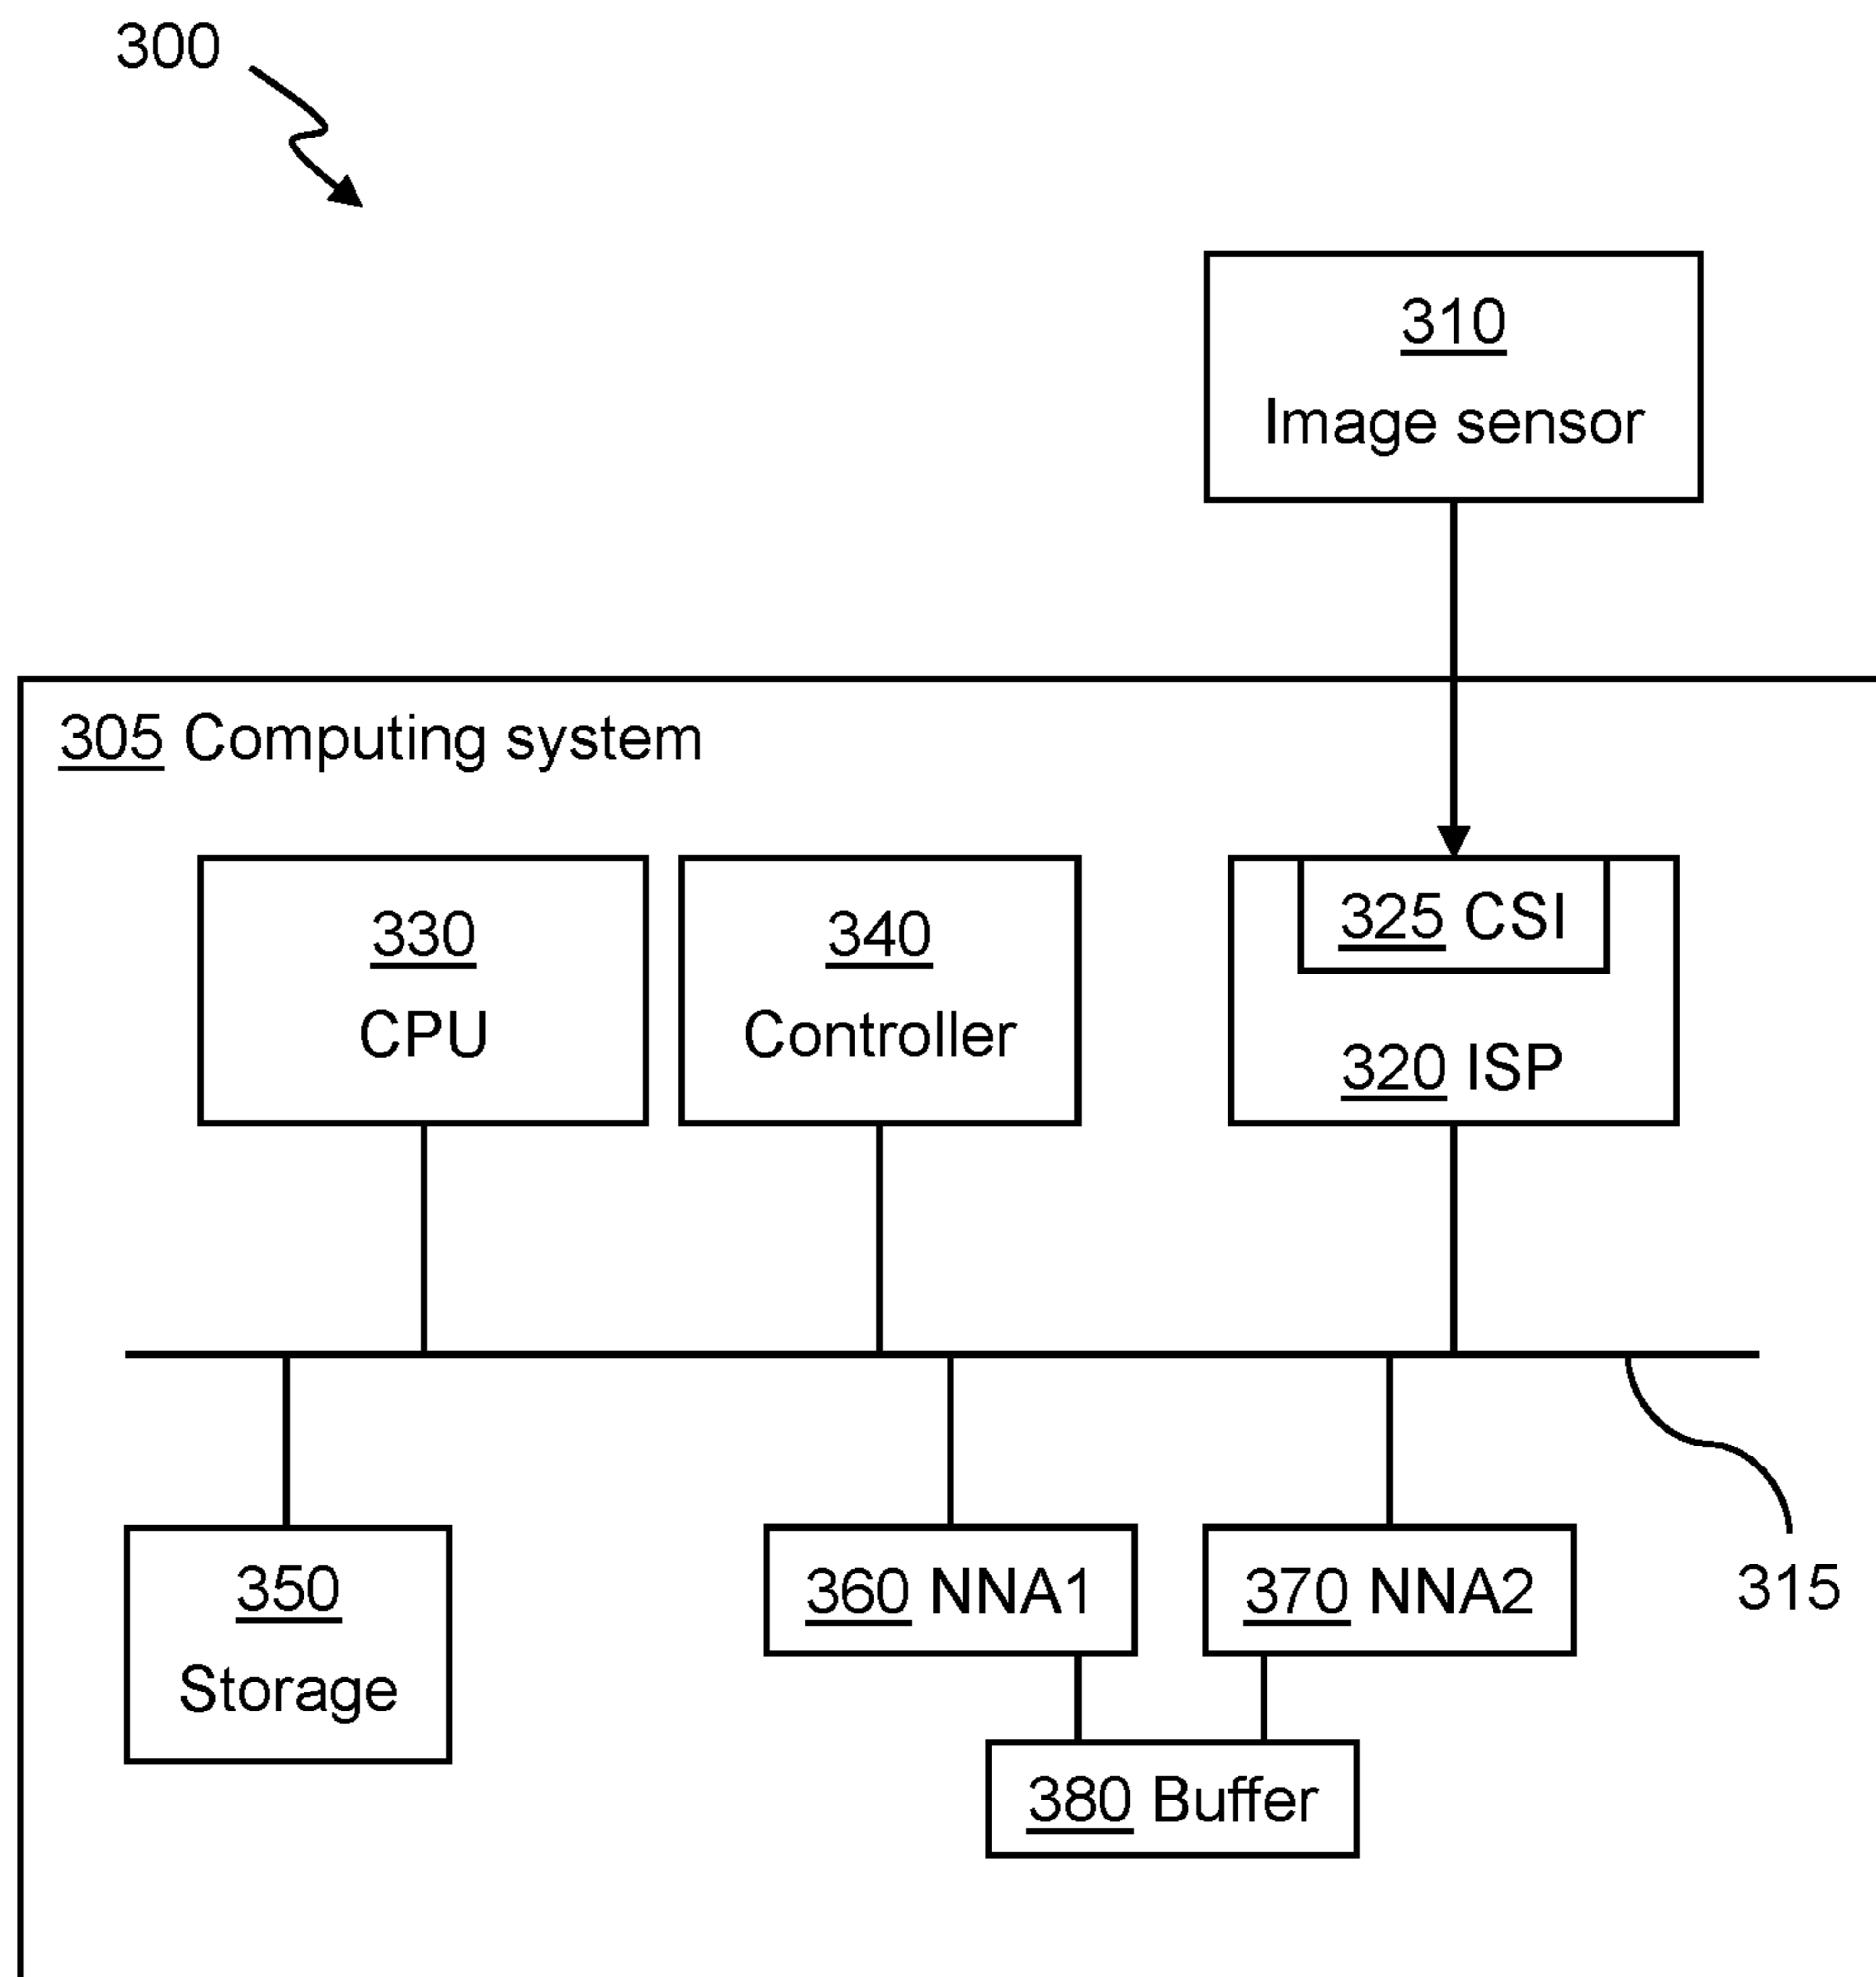 300
310
Image sensor
305 Computing system
330
CPU
340
Controller
325 CSI
320 ISP
315
350
Storage
360 NNA1
370 NNA2
380 Buffer